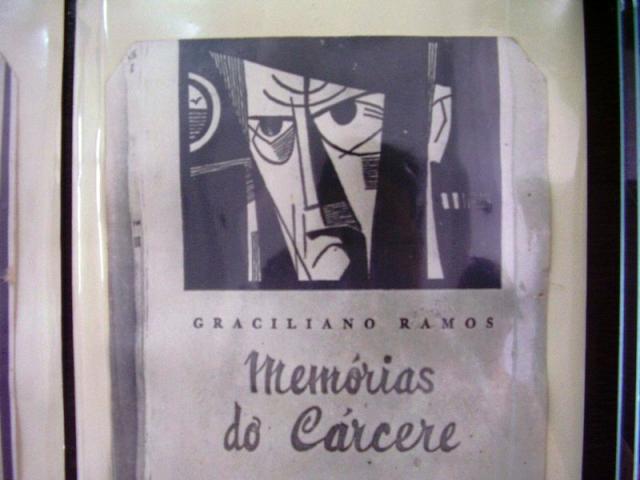 GRACILIANO RAMOS
Memórias
do Cárcere